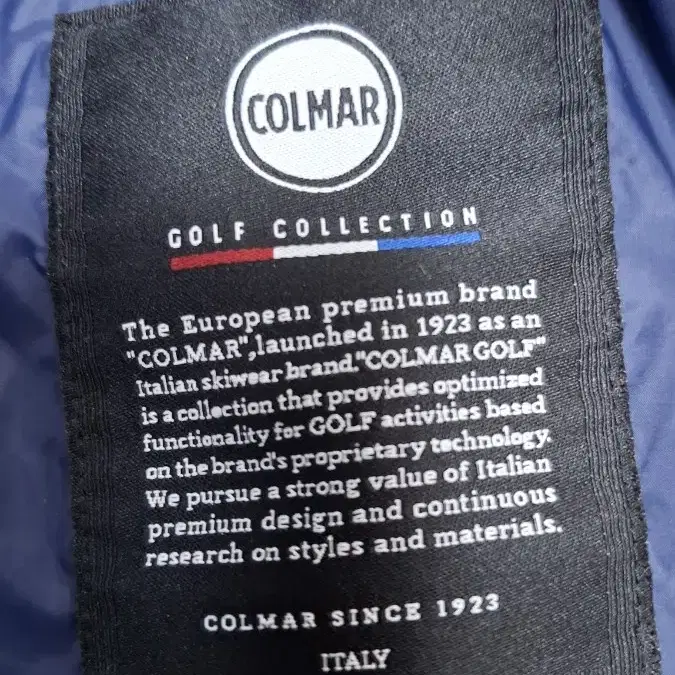 COLMAR
GOLF COLLECTION
The European premium brand
"COLMAR",launched in 1923 as an
Italian skiwear brand."COLMAR GOLF"
is a collection that provides optimized
functionality for GOLF activities based
on the brand's proprietary technology.
We pursue a strong value of Italian
premium design and continuous
research on styles and materials.
COLMAR SINCE 1923
ITALY